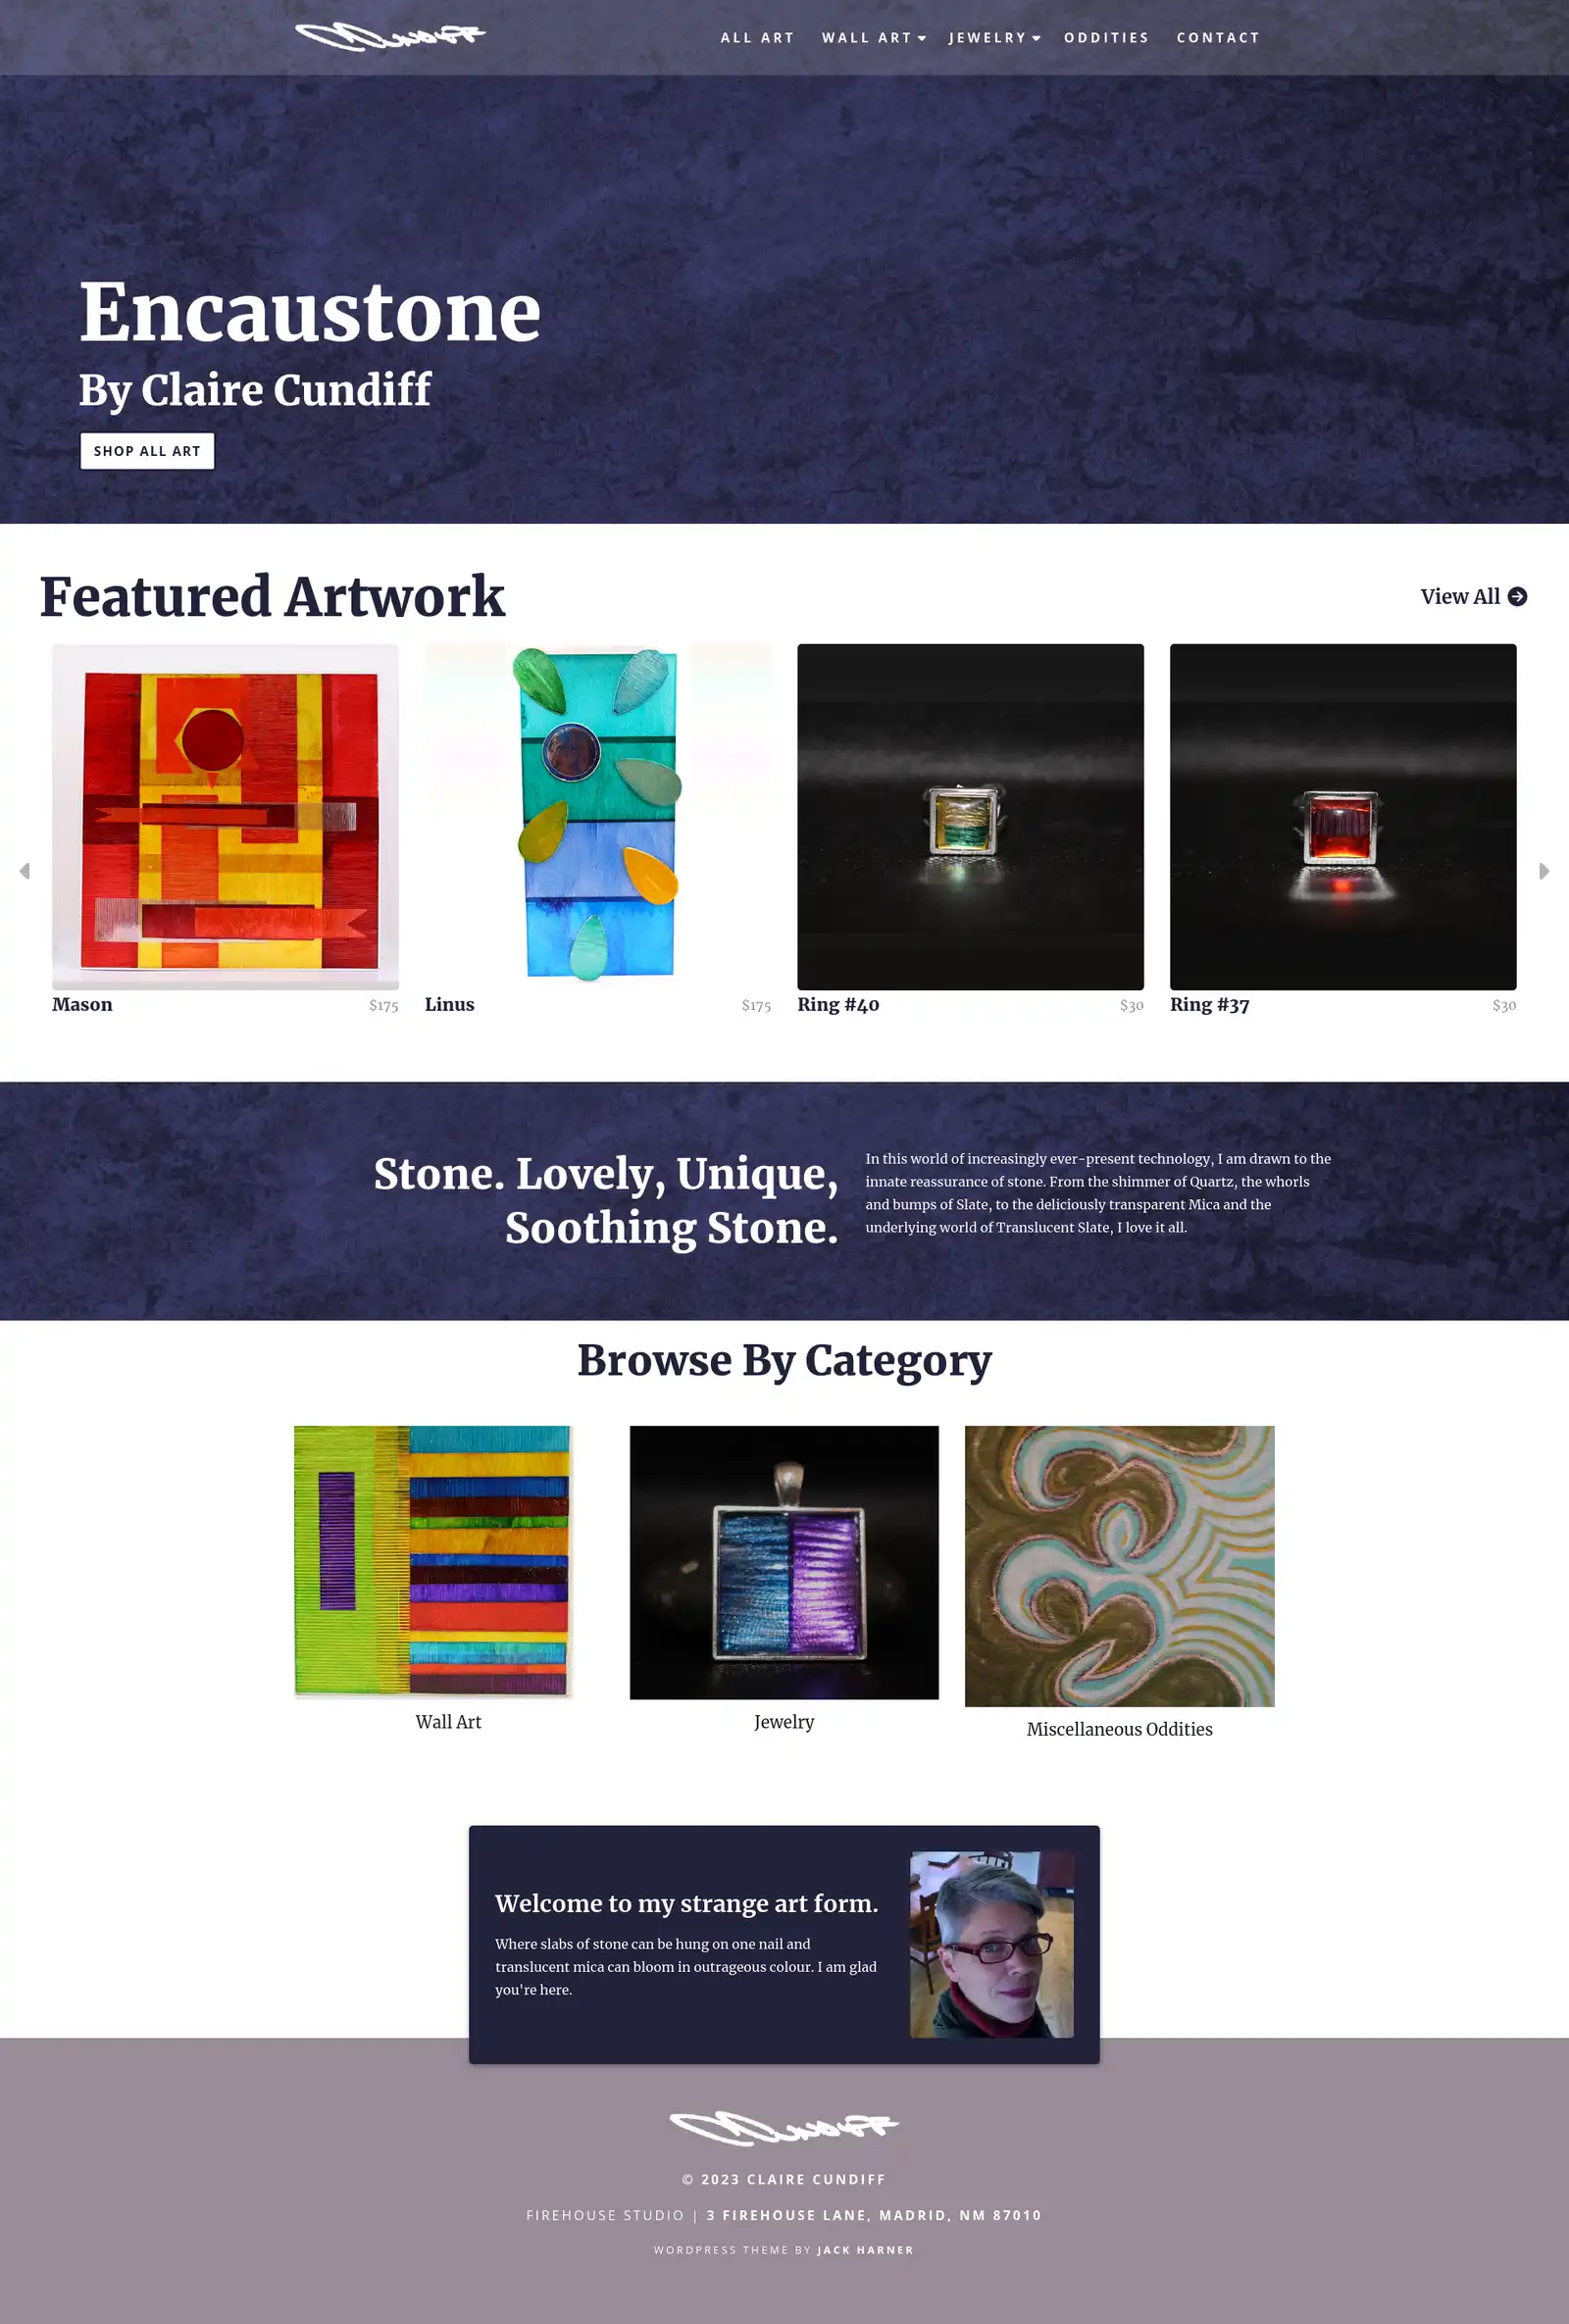 CCundiff
ALL ART WALL ART JEWELRY ODDITIES CONTACT
Encaustone
By Claire Cundiff
SHOP ALL ART
Featured Artwork
View All
Mason $175
Linus $175
Ring #40 $30
Ring #37 $30
Stone. Lovely, Unique,
Soothing Stone.
In this world of increasingly ever-present technology, I am drawn to the
innate reassurance of stone. From the shimmer of Quartz, the whorls
and bumps of Slate, to the deliciously transparent Mica and the
underlying world of Translucent Slate, I love it all.
Browse By Category
Wall Art
Jewelry
Miscellaneous Oddities
Welcome to my strange art form.
Where slabs of stone can be hung on one nail and
translucent mica can bloom in outrageous colour. I am glad
you're here.
CCundiff
© 2023 CLAIRE CUNDIFF
FIREHOUSE STUDIO | 3 FIREHOUSE LANE, MADRID, NM 87010
WORDPRESS THEME BY JACK HARNER